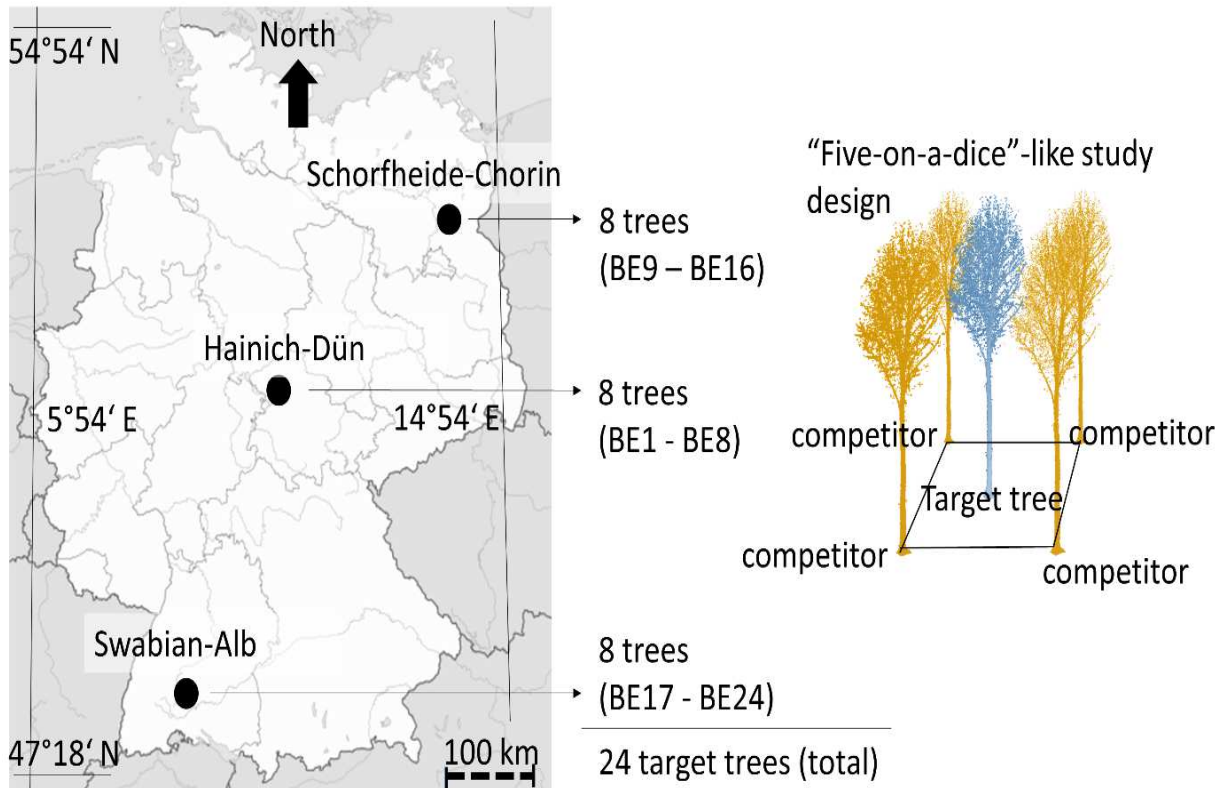 54°54‘ N
North
Schorfheide-Chorin
8 trees
(BE9 – BE16)
Hainich-Dün
5°54‘ E
14°54‘ E
8 trees
(BE1 - BE8)
Swabian-Alb
8 trees
(BE17 - BE24)
47°18‘ N
100 km
24 target trees (total)
“Five-on-a-dice”-like study
design
competitor
competitor
Target tree
competitor
competitor